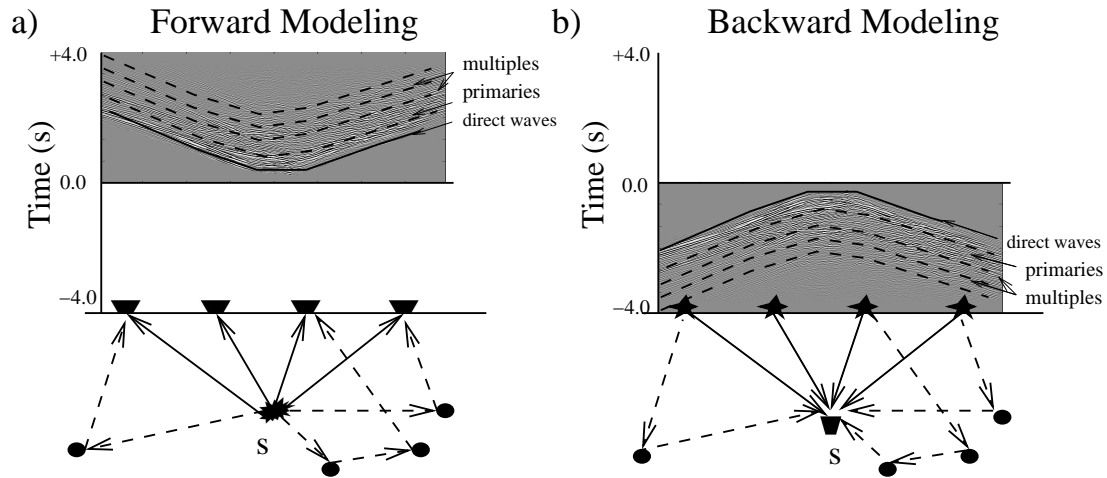 a) Forward Modeling
+4.0
multiples
primaries
direct waves
Time (s)
0.0
−4.0
s
b) Backward Modeling
+4.0
Time (s)
0.0
direct waves
primaries
multiples
−4.0
s